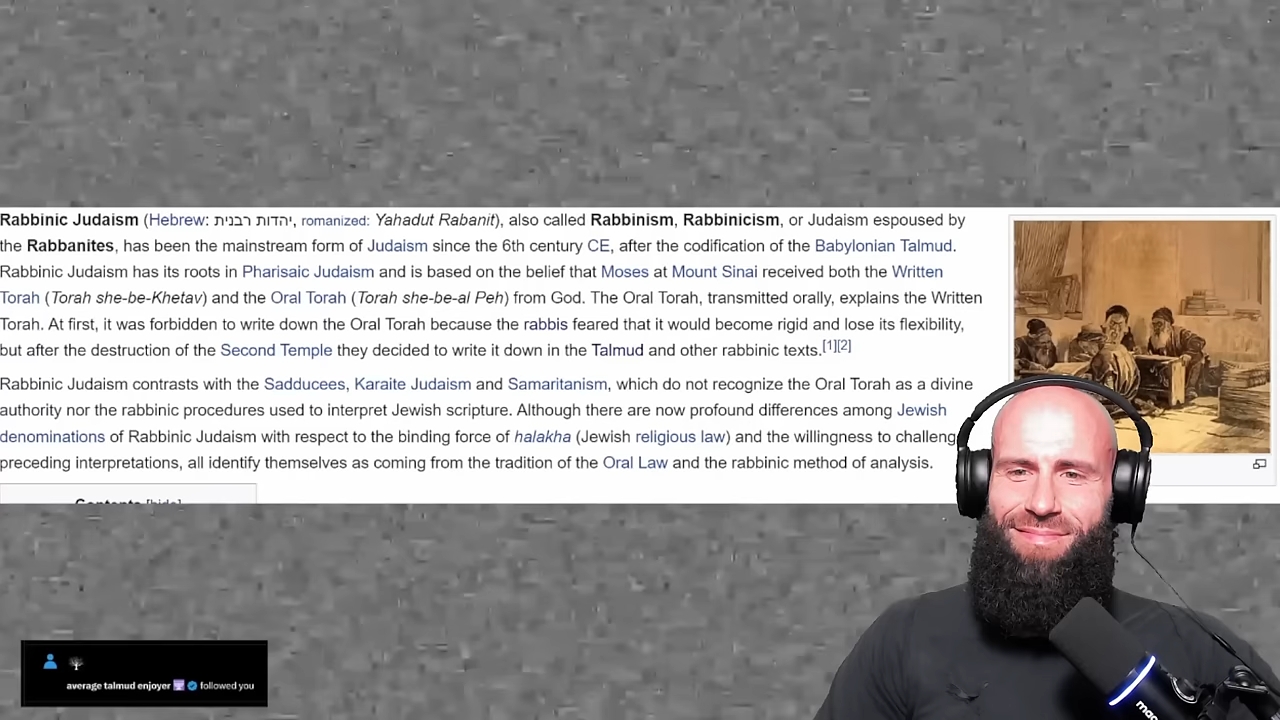 Rabbinic Judaism (Hebrew: יהדות רבנית, romanized: Yahadut Rabanit), also called Rabbinism, Rabbinicism, or Judaism espoused by
the Rabbanites, has been the mainstream form of Judaism since the 6th century CE, after the codification of the Babylonian Talmud.
Rabbinic Judaism has its roots in Pharisaic Judaism and is based on the belief that Moses at Mount Sinai received both the Written
Torah (Torah she-be-Khetav) and the Oral Torah (Torah she-be-al Peh) from God. The Oral Torah, transmitted orally, explains the Written
Torah. At first, it was forbidden to write down the Oral Torah because the rabbis feared that it would become rigid and lose its flexibility,
but after the destruction of the Second Temple they decided to write it down in the Talmud and other rabbinic texts.[1][2]
Rabbinic Judaism contrasts with the Sadducees, Karaite Judaism and Samaritanism, which do not recognize the Oral Torah as a divine
authority nor the rabbinic procedures used to interpret Jewish scripture. Although there are now profound differences among Jewish
denominations of Rabbinic Judaism with respect to the binding force of halakha (Jewish religious law) and the willingness to challeng
preceding interpretations, all identify themselves as coming from the tradition of the Oral Law and the rabbinic method of analysis.
Contents [hide]
average talmud enjoyer followed you